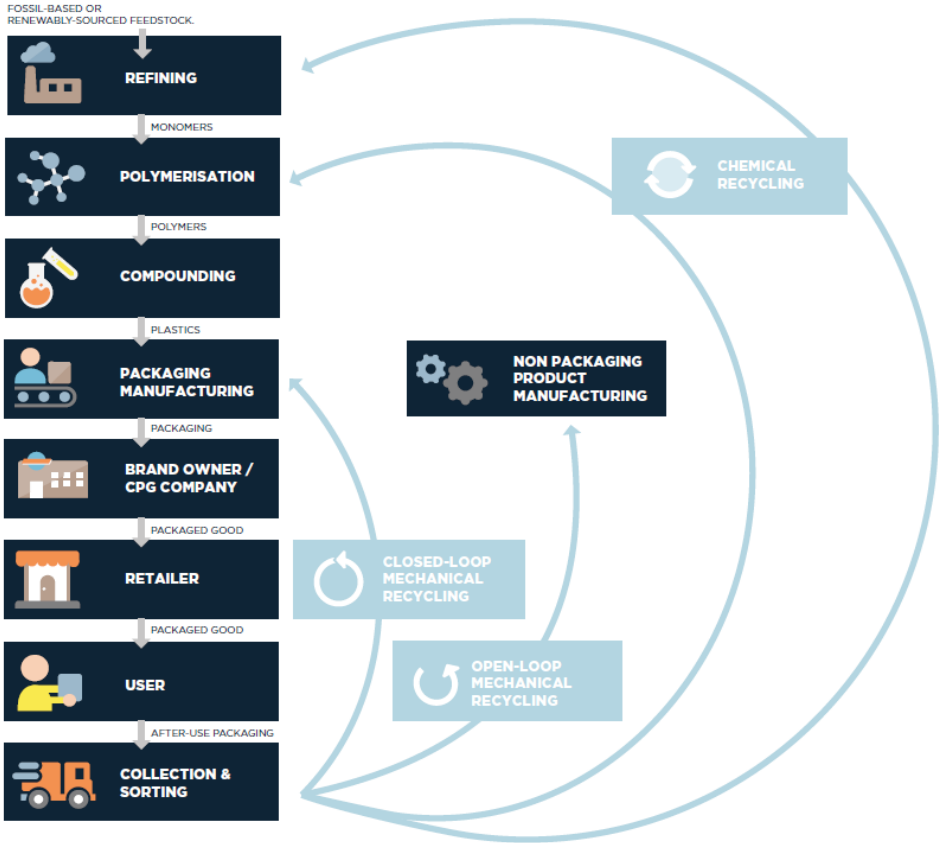 FOSSIL-BASED OR
RENEWABLY-SOURCED FEEDSTOCK.
REFINING
MONOMERS
POLYMERISATION
POLYMERS
COMPOUNDING
PLASTICS
PACKAGING
MANUFACTURING
PACKAGING
BRAND OWNER /
CPG COMPANY
PACKAGED GOOD
RETAILER
PACKAGED GOOD
USER
AFTER-USE PACKAGING
COLLECTION &
SORTING
CHEMICAL
RECYCLING
NON PACKAGING
PRODUCT
MANUFACTURING
CLOSED-LOOP
MECHANICAL
RECYCLING
OPEN-LOOP
MECHANICAL
RECYCLING